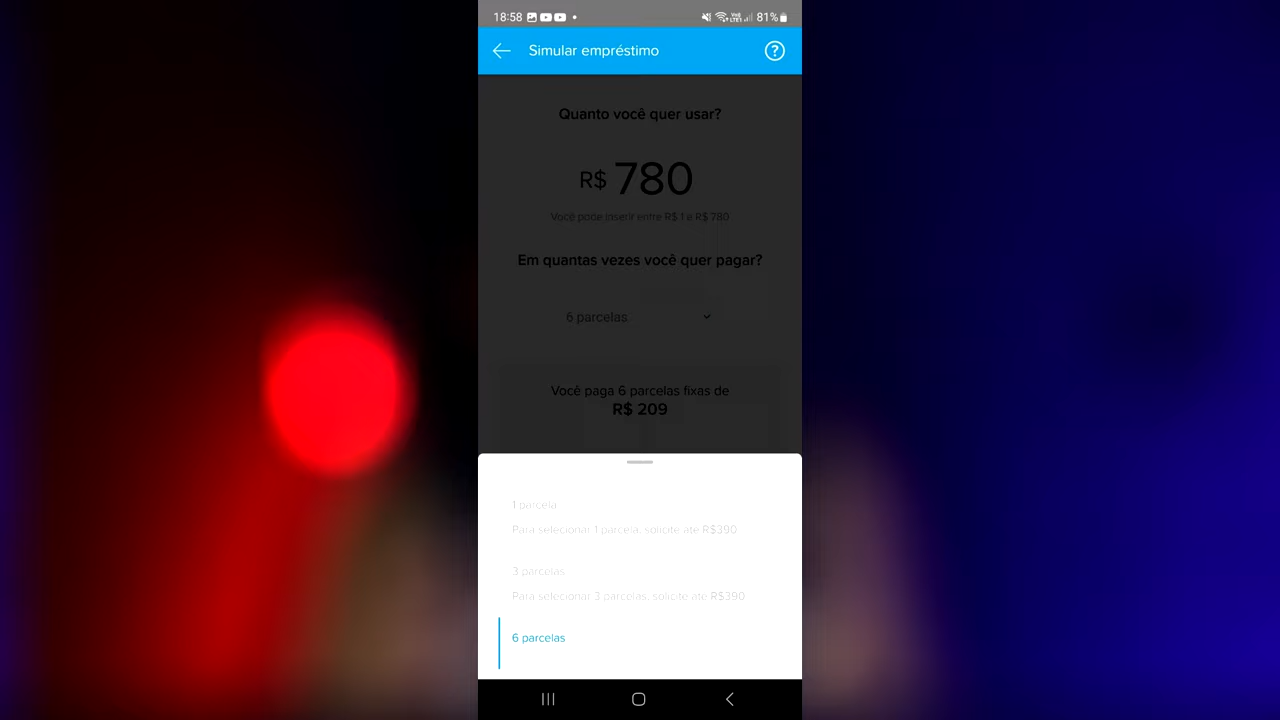 18:58
81%
Simular empréstimo
Quanto você quer usar?
R$ 780
Você pode inserir entre R$ 1 e R$ 780
Em quantas vezes você quer pagar?
6 parcelas
Você paga 6 parcelas fixas de
R$ 209
1 parcela
Para selecionar 1 parcela, solicite até R$390
3 parcelas
Para selecionar 3 parcelas, solicite até R$390
6 parcelas